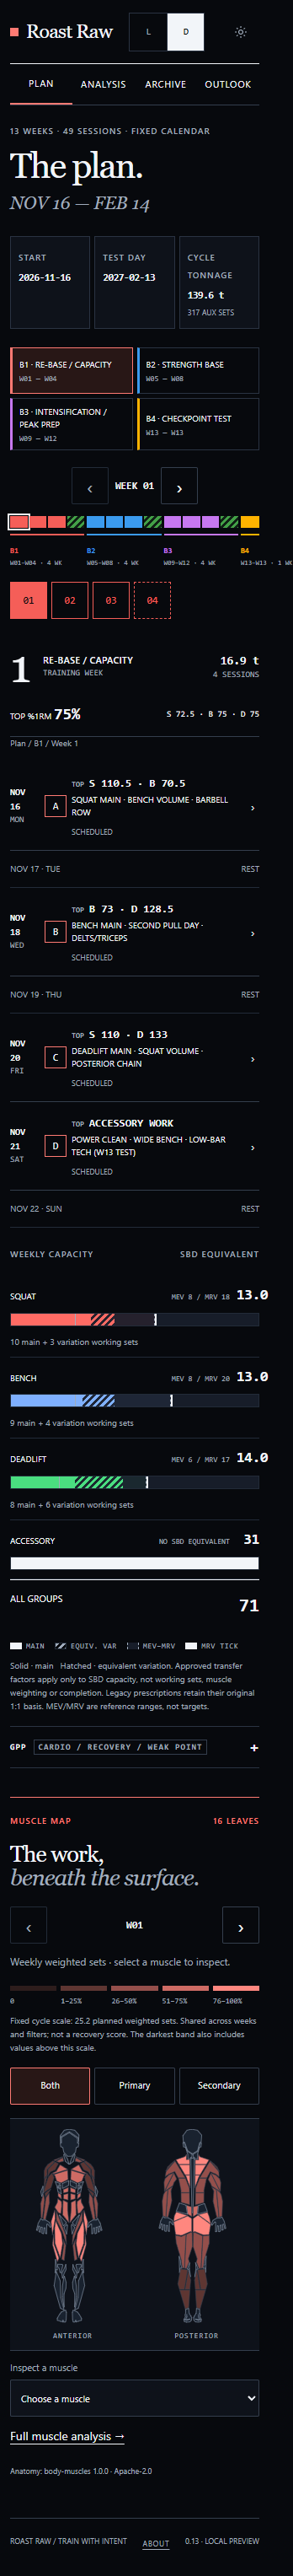 Roast Raw
L
D
PLAN
ANALYSIS
ARCHIVE
OUTLOOK
13 WEEKS · 49 SESSIONS · FIXED CALENDAR
The plan.
NOV 16 — FEB 14
START
2026-11-16
TEST DAY
2027-02-13
CYCLE
TONNAGE
139.6 t
317 AUX SETS
B1 · RE-BASE / CAPACITY
W01 — W04
B2 · STRENGTH BASE
W05 — W08
B3 · INTENSIFICATION /
PEAK PREP
W09 — W12
B4 · CHECKPOINT TEST
W13 — W13
‹
WEEK 01
›
B1
W01-W04 · 4 WK
B2
W05-W08 · 4 WK
B3
W09-W12 · 4 WK
B4
W13-W13 · 1 WK
01
02
03
04
1
RE-BASE / CAPACITY
TRAINING WEEK
16.9 t
4 SESSIONS
TOP %1RM 75%
S 72.5 · B 75 · D 75
Plan / B1 / Week 1
NOV
16
MON
A
TOP S 110.5 · B 70.5
SQUAT MAIN · BENCH VOLUME · BARBELL
ROW
SCHEDULED
›
NOV 17 · TUE
REST
NOV
18
WED
B
TOP B 73 · D 128.5
BENCH MAIN · SECOND PULL DAY ·
DELTS/TRICEPS
SCHEDULED
›
NOV 19 · THU
REST
NOV
20
FRI
C
TOP S 110 · D 133
DEADLIFT MAIN · SQUAT VOLUME ·
POSTERIOR CHAIN
SCHEDULED
›
NOV
21
SAT
D
TOP ACCESSORY WORK
POWER CLEAN · WIDE BENCH · LOW-BAR
TECH (W13 TEST)
SCHEDULED
›
NOV 22 · SUN
REST
WEEKLY CAPACITY
SBD EQUIVALENT
SQUAT
MEV 8 / MRV 18 13.0
10 main + 3 variation working sets
BENCH
MEV 8 / MRV 20 13.0
9 main + 4 variation working sets
DEADLIFT
MEV 6 / MRV 17 14.0
8 main + 6 variation working sets
ACCESSORY
NO SBD EQUIVALENT 31
ALL GROUPS
71
MAIN
EQUIV. VAR
MEV–MRV
MRV TICK
Solid · main Hatched · equivalent variation. Approved transfer
factors apply only to SBD capacity, not working sets, muscle
weighting or completion. Legacy prescriptions retain their original
1:1 basis. MEV/MRV are reference ranges, not targets.
GPP CARDIO / RECOVERY / WEAK POINT +
MUSCLE MAP
16 LEAVES
The work,
beneath the surface.
‹
W01
›
Weekly weighted sets · select a muscle to inspect.
0
1–25%
26–50%
51–75%
76–100%
Fixed cycle scale: 25.2 planned weighted sets. Shared across weeks
and filters; not a recovery score. The darkest band also includes
values above this scale.
Both
Primary
Secondary
ANTERIOR
POSTERIOR
Inspect a muscle
Choose a muscle
Full muscle analysis →
Anatomy: body-muscles 1.0.0 · Apache-2.0
ROAST RAW / TRAIN WITH INTENT
ABOUT
0.13 · LOCAL PREVIEW